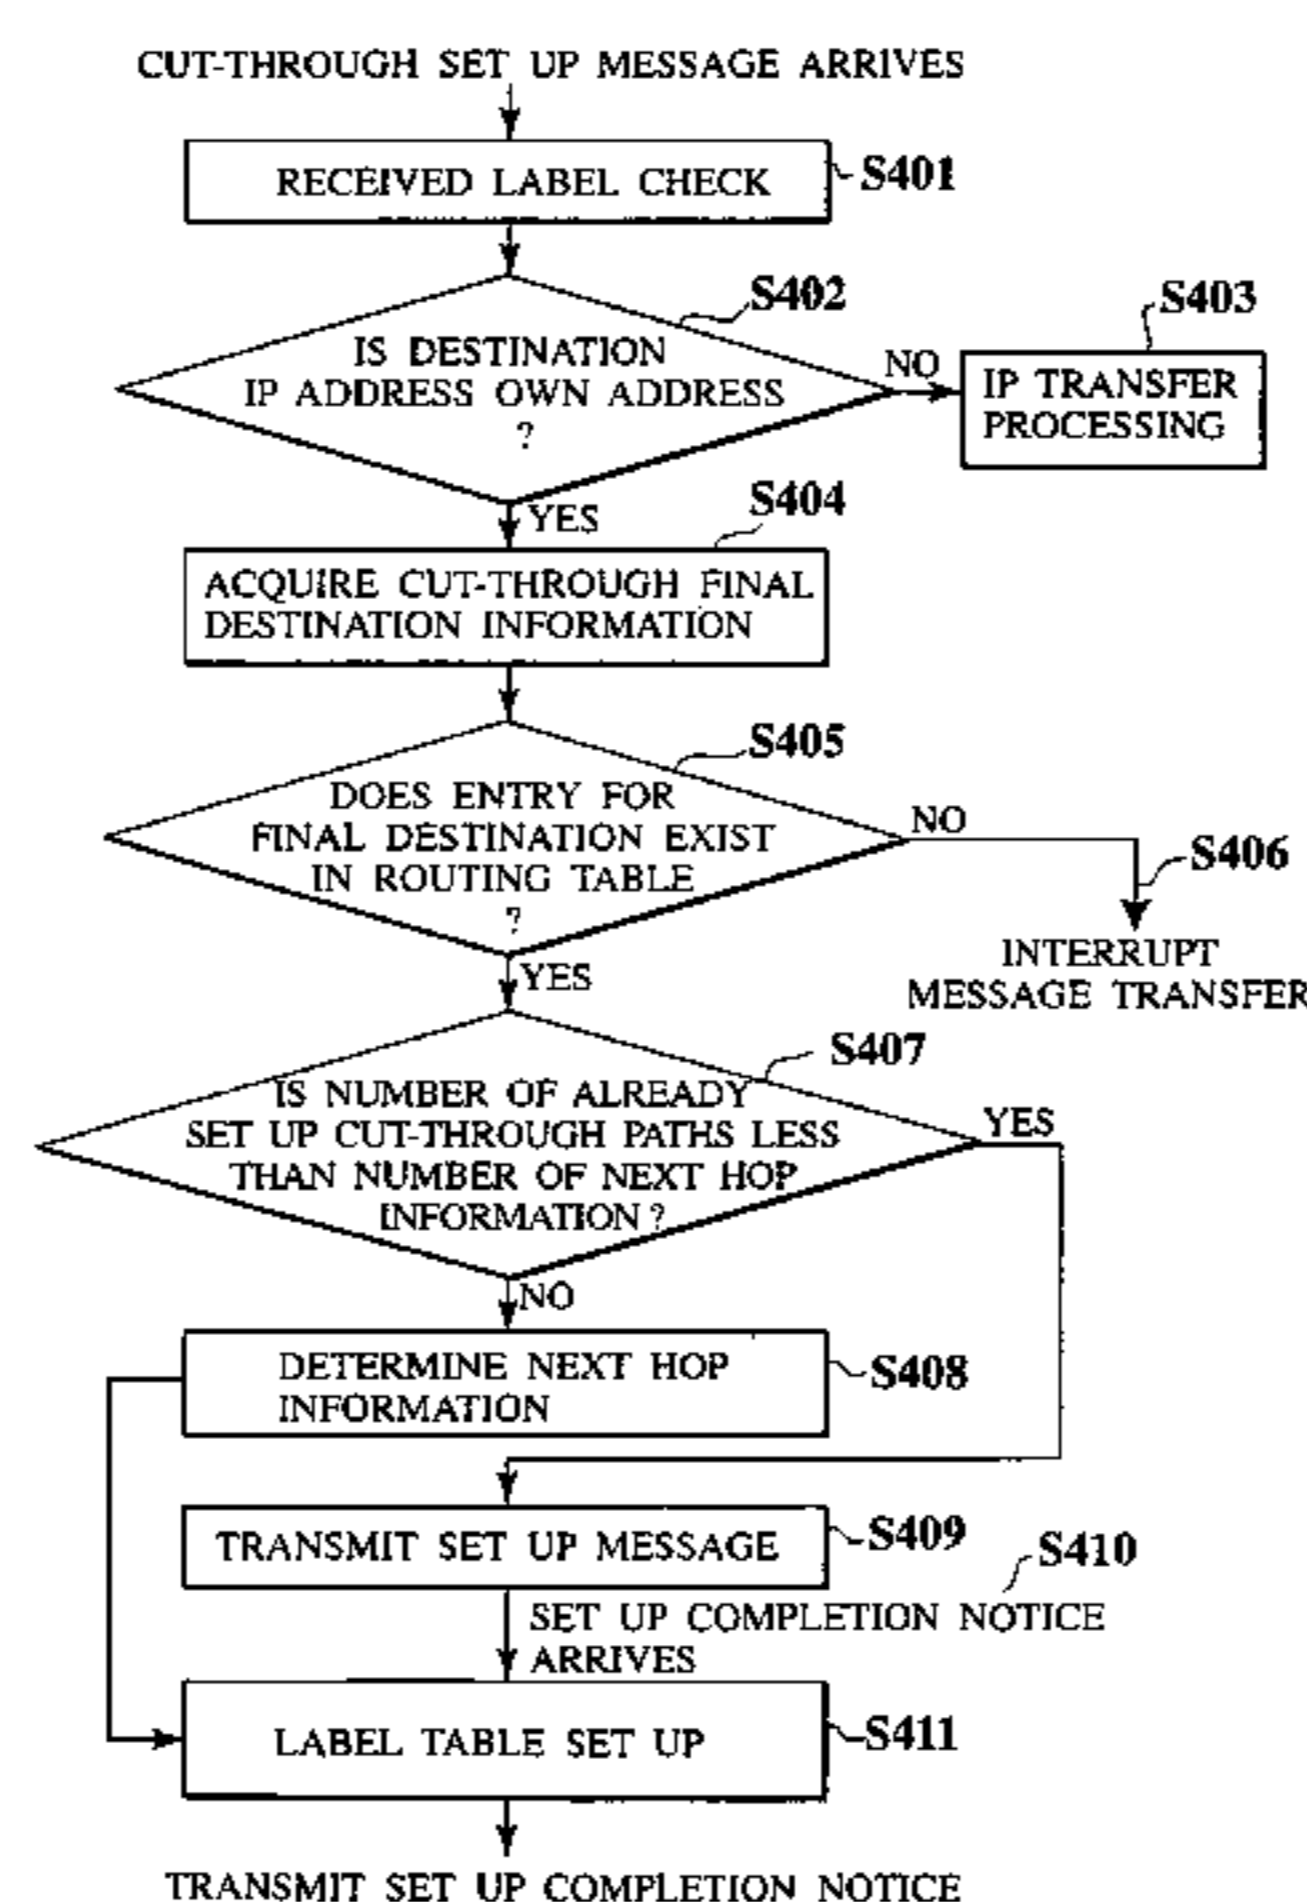 CUT-THROUGH SET UP MESSAGE ARRIVES
RECEIVED LABEL CHECK
S401
S402
IS DESTINATION
IP ADDRESS OWN ADDRESS
?
NO
S403
IP TRANSFER
PROCESSING
YES
S404
ACQUIRE CUT-THROUGH FINAL
DESTINATION INFORMATION
S405
DOES ENTRY FOR
FINAL DESTINATION EXIST
IN ROUTING TABLE
?
NO
S406
INTERRUPT
MESSAGE TRANSFER
YES
S407
IS NUMBER OF ALREADY
SET UP CUT-THROUGH PATHS LESS
THAN NUMBER OF NEXT HOP
INFORMATION ?
YES
NO
DETERMINE NEXT HOP
INFORMATION
S408
TRANSMIT SET UP MESSAGE
S409
S410
SET UP COMPLETION NOTICE
ARRIVES
LABEL TABLE SET UP
S411
TRANSMIT SET UP COMPLETION NOTICE